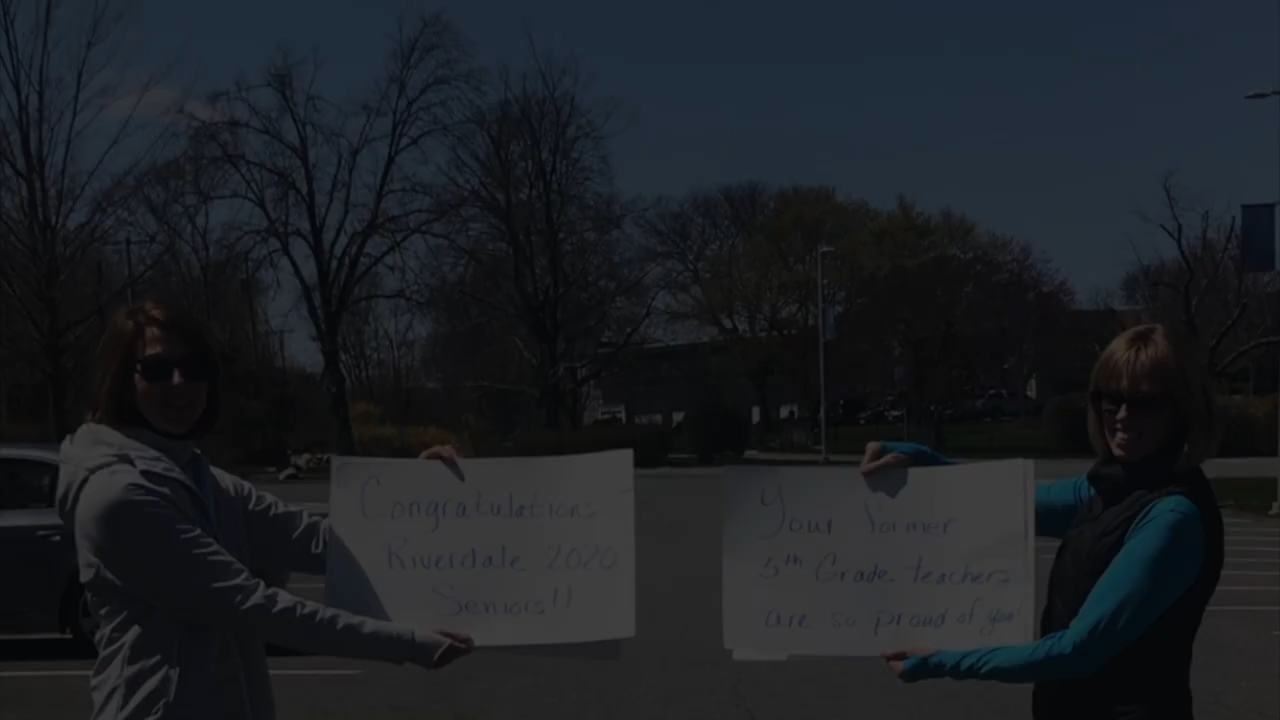 Congratulations
Riverdale 2020
Seniors!!
Your former
5th Grade teachers
are so proud of you!